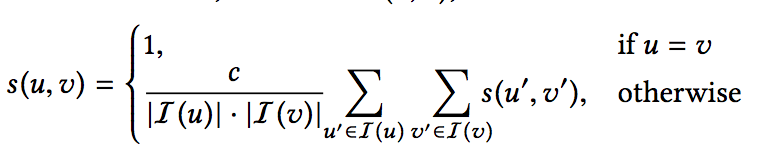 s(u, v) = { 1, if u = v
c / |I(u)| · |I(v)| ∑_{u′∈I(u)} ∑_{v′∈I(v)} s(u′, v′), otherwise